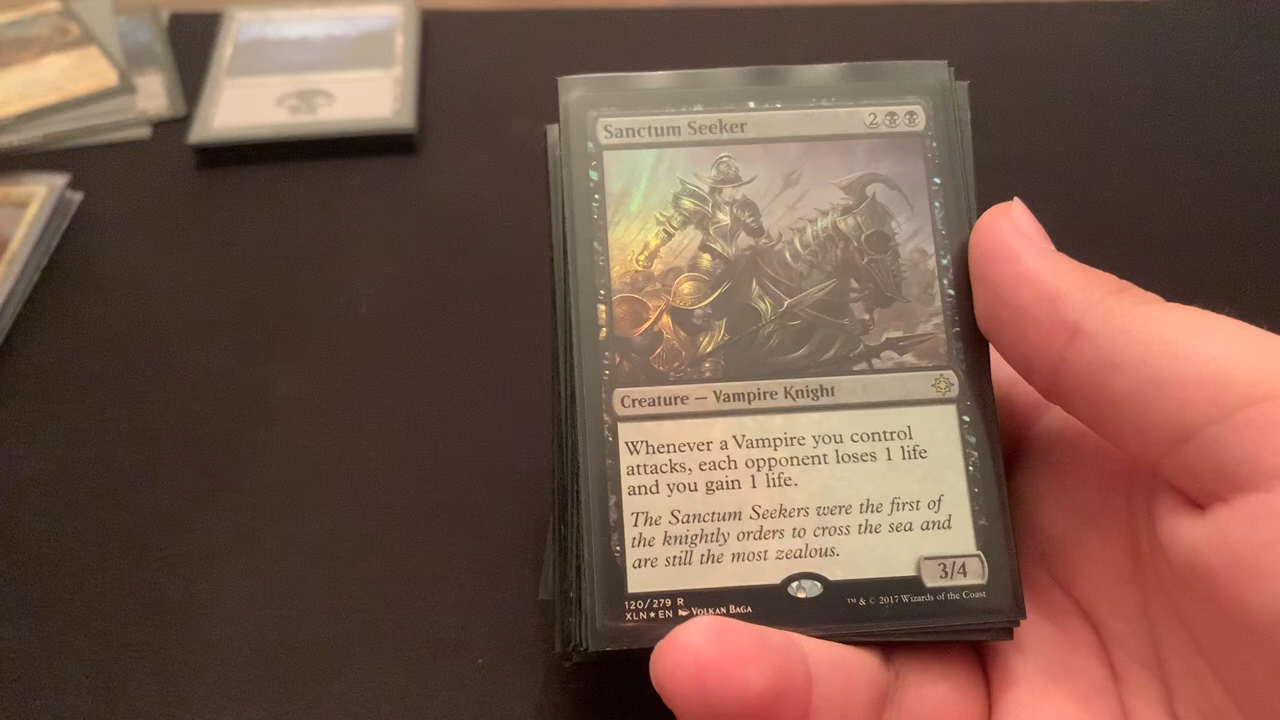 Sanctum Seeker 2
Creature — Vampire Knight
Whenever a Vampire you control
attacks, each opponent loses 1 life
and you gain 1 life.
The Sanctum Seekers were the first of
the knightly orders to cross the sea and
are still the most zealous.
3/4
120/279 R
XLN★EN VOLKAN BAGA
™ & © 2017 Wizards of the Coast